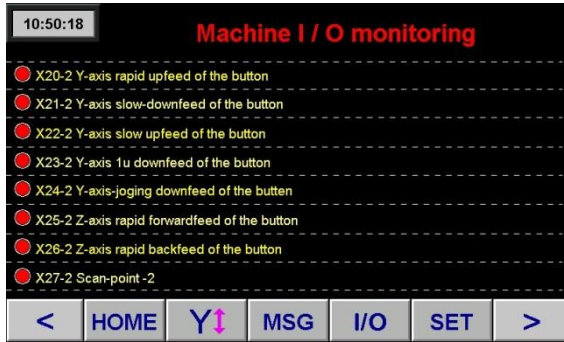 10:50:18
Machine I / O monitoring
X20-2 Y-axis rapid upfeed of the button
X21-2 Y-axis slow-downfeed of the button
X22-2 Y-axis slow upfeed of the button
X23-2 Y-axis 1u downfeed of the button
X24-2 Y-axis-joging downfeed of the butten
X25-2 Z-axis rapid forwardfeed of the button
X26-2 Z-axis rapid backfeed of the button
X27-2 Scan-point -2
< HOME Y↕ MSG I/O SET >